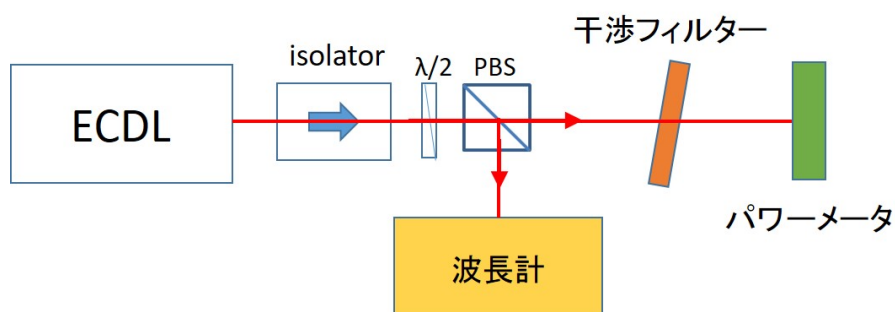 干渉フィルター
isolator
λ/2
PBS
ECDL
パワーメータ
波長計